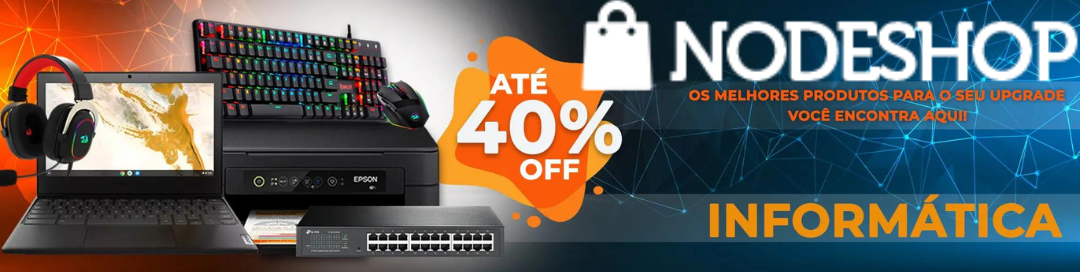 NODESHOP
OS MELHORES PRODUTOS PARA O SEU UPGRADE
VOCÊ ENCONTRA AQUI!
ATÉ
40%
OFF
EPSON
INFORMÁTICA